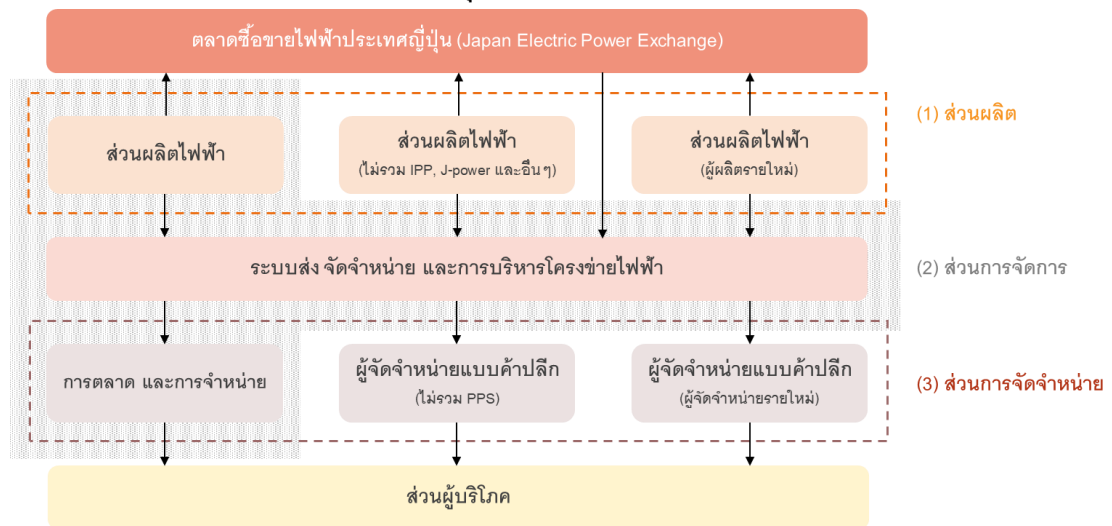 ตลาดซื้อขายไฟฟ้าประเทศญี่ปุ่น (Japan Electric Power Exchange)
(1) ส่วนผลิต
ส่วนผลิตไฟฟ้า
ส่วนผลิตไฟฟ้า
(ไม่รวม IPP, J-power และอื่นๆ)
ส่วนผลิตไฟฟ้า
(ผู้ผลิตรายใหม่)
ระบบส่ง จัดจำหน่าย และการบริหารโครงข่ายไฟฟ้า
(2) ส่วนการจัดการ
การตลาด และการจำหน่าย
ผู้จัดจำหน่ายแบบค้าปลีก
(ไม่รวม PPS)
ผู้จัดจำหน่ายแบบค้าปลีก
(ผู้จัดจำหน่ายรายใหม่)
(3) ส่วนการจัดจำหน่าย
ส่วนผู้บริโภค